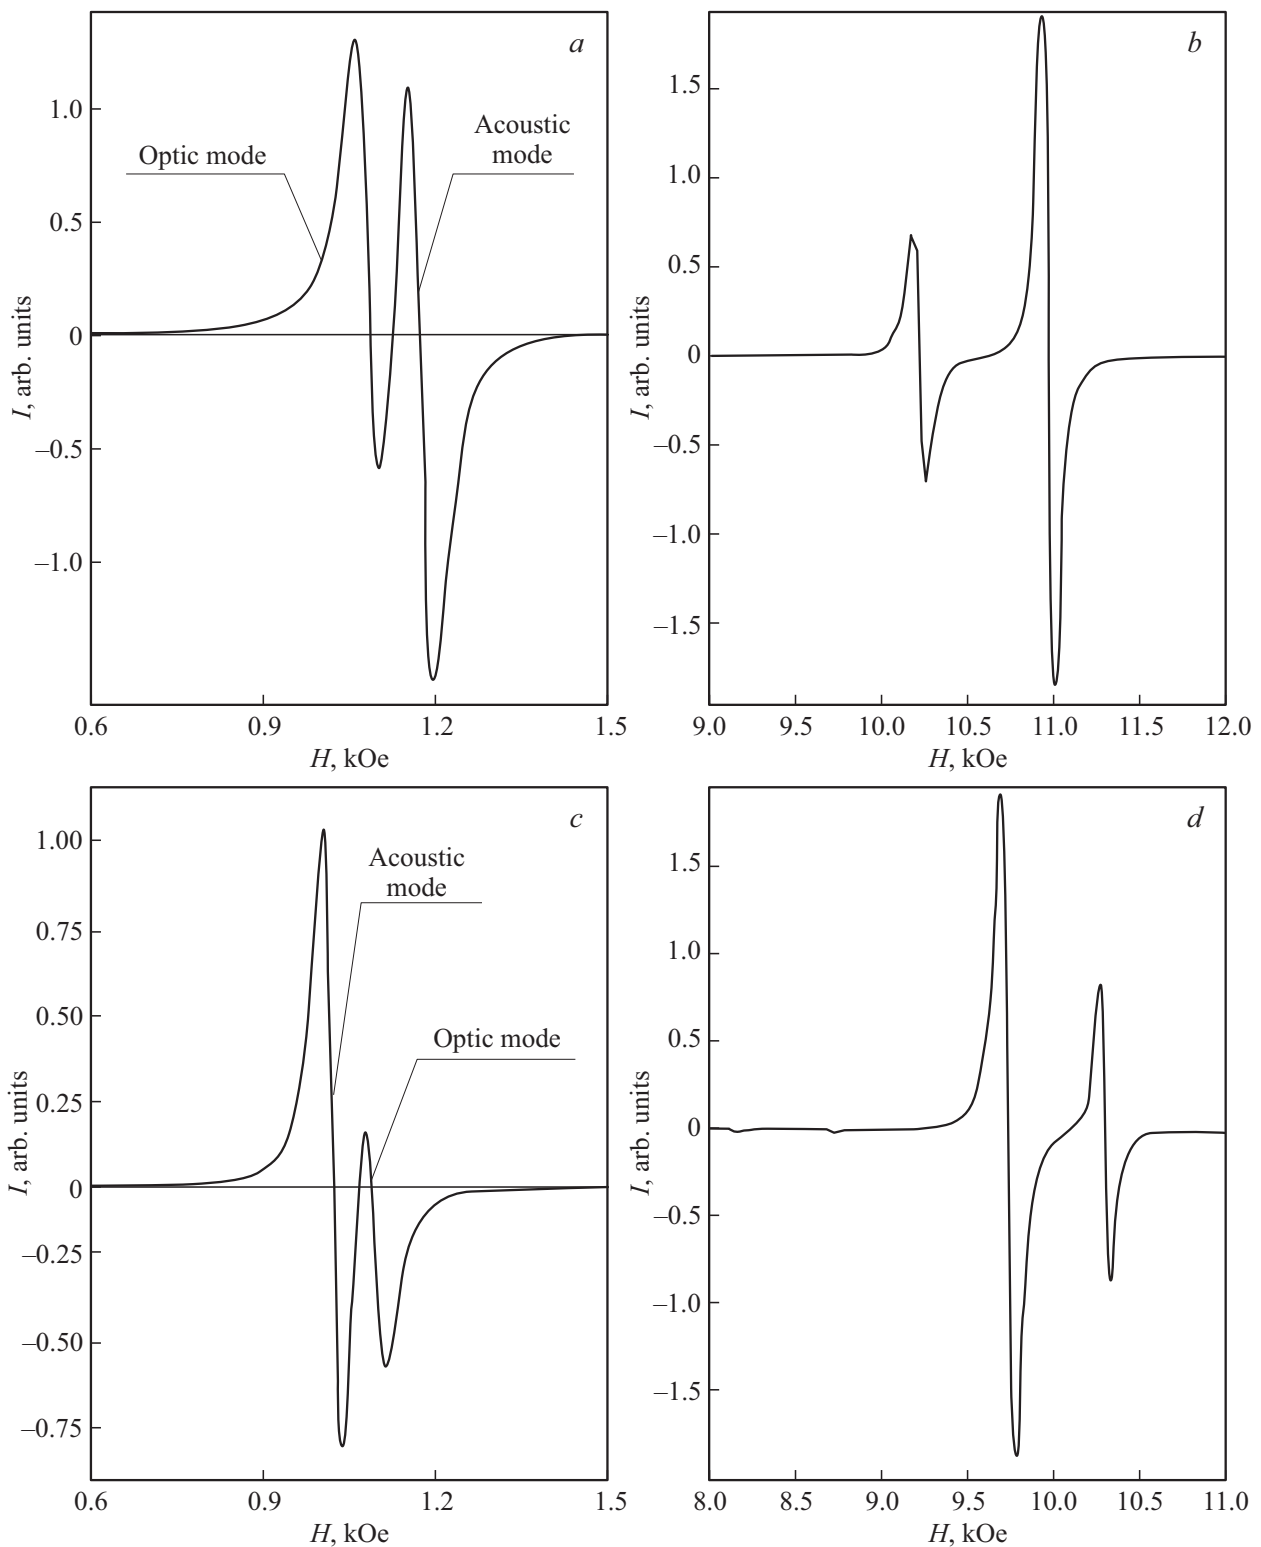 a
1.0
0.5
0
–0.5
–1.0
Optic mode
Acoustic
mode
I, arb. units
0.6 0.9 1.2 1.5
H, kOe
b
1.5
1.0
0.5
0
–0.5
–1.0
–1.5
I, arb. units
9.0 9.5 10.0 10.5 11.0 11.5 12.0
H, kOe
c
1.00
0.75
0.50
0.25
0
–0.25
–0.50
–0.75
Acoustic
mode
Optic mode
I, arb. units
0.6 0.9 1.2 1.5
H, kOe
d
1.5
1.0
0.5
0
–0.5
–1.0
–1.5
I, arb. units
8.0 8.5 9.0 9.5 10.0 10.5 11.0
H, kOe